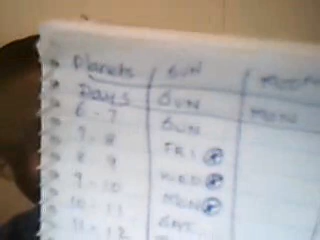 Planets SUN
Days SUN MON
6 - 7 SUN
7 - 8 FRI
8 - 9 WED
9 - 10 MON
10 - 11 SAT
11 - 12